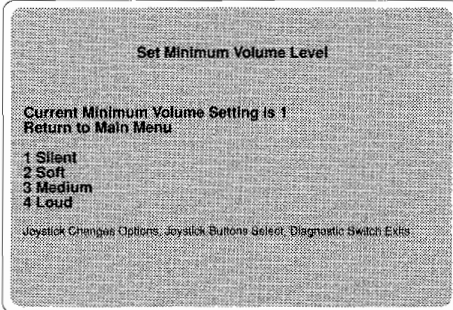 Set Minimum Volume Level
Current Minimum Volume Setting is 1
Return to Main Menu
1 Silent
2 Soft
3 Medium
4 Loud
Joystick Changes Options, Joystick Buttons Select, Diagnostic Switch Exits